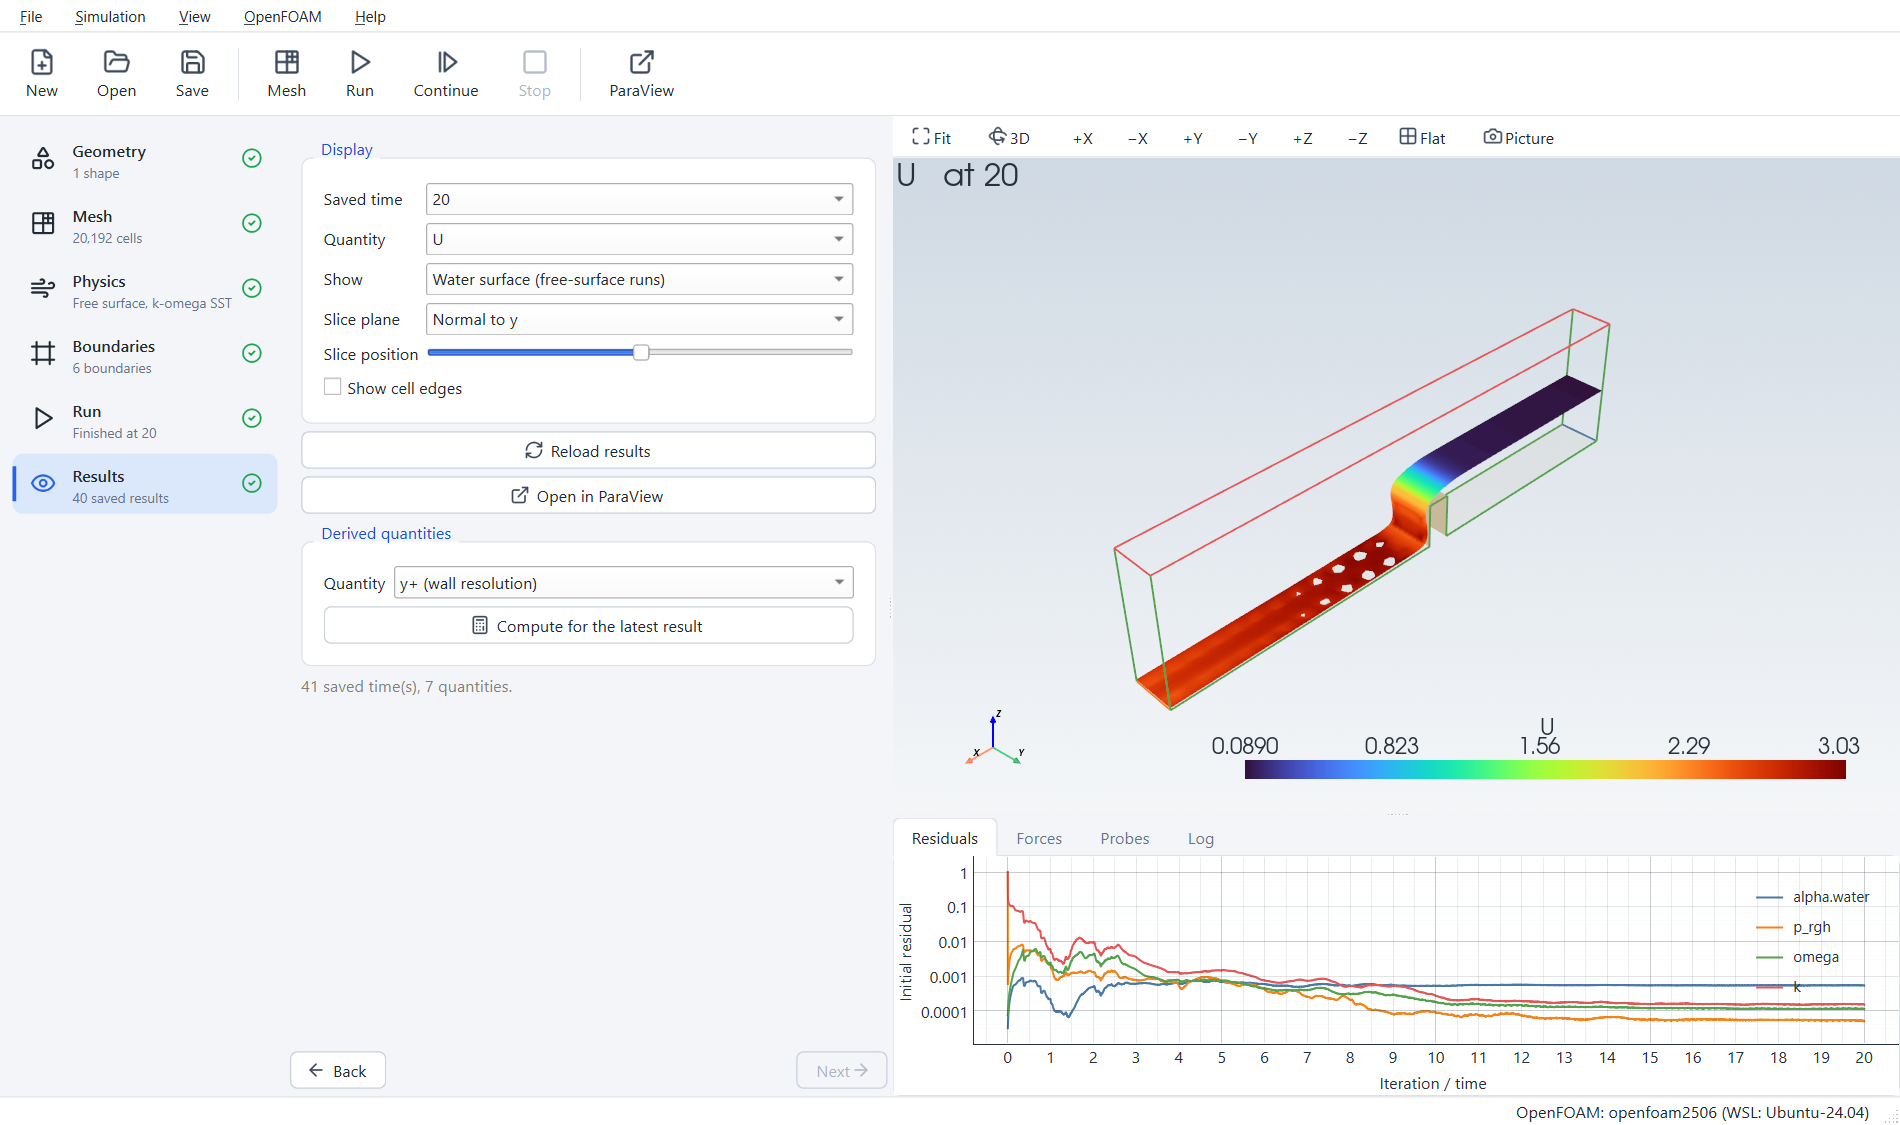 File Simulation View OpenFOAM Help
New Open Save Mesh Run Continue Stop ParaView
Geometry
1 shape
Mesh
20,192 cells
Physics
Free surface, k-omega SST
Boundaries
6 boundaries
Run
Finished at 20
Results
40 saved results
Display
Saved time 20
Quantity U
Show Water surface (free-surface runs)
Slice plane Normal to y
Slice position
Show cell edges
Reload results
Open in ParaView
Derived quantities
Quantity y+ (wall resolution)
Compute for the latest result
41 saved time(s), 7 quantities.
Back Next
Fit 3D +X −X +Y −Y +Z −Z Flat Picture
U at 20
Z
X Y
U
0.0890 0.823 1.56 2.29 3.03
Residuals Forces Probes Log
Initial residual
1
0.1
0.01
0.001
0.0001
alpha.water
p_rgh
omega
k
0 1 2 3 4 5 6 7 8 9 10 11 12 13 14 15 16 17 18 19 20
Iteration / time
OpenFOAM: openfoam2506 (WSL: Ubuntu-24.04)